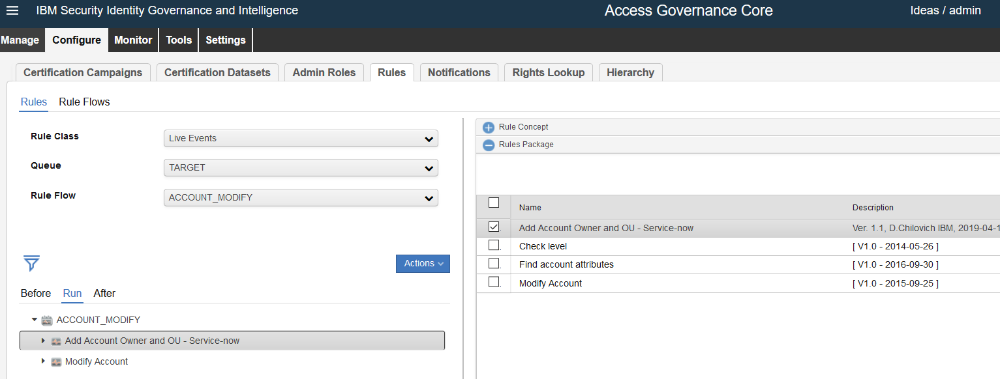 IBM Security Identity Governance and Intelligence Access Governance Core Ideas / admin
Manage Configure Monitor Tools Settings
Certification Campaigns Certification Datasets Admin Roles Rules Notifications Rights Lookup Hierarchy
Rules Rule Flows
Rule Class Live Events
Queue TARGET
Rule Flow ACCOUNT_MODIFY
Actions
Before Run After
ACCOUNT_MODIFY
Add Account Owner and OU - Service-now
Modify Account
Rule Concept
Rules Package
Name Description
Add Account Owner and OU - Service-now Ver. 1.1, D.Chilovich IBM, 2019-04-1
Check level [ V1.0 - 2014-05-26 ]
Find account attributes [ V1.0 - 2016-09-30 ]
Modify Account [ V1.0 - 2015-09-25 ]